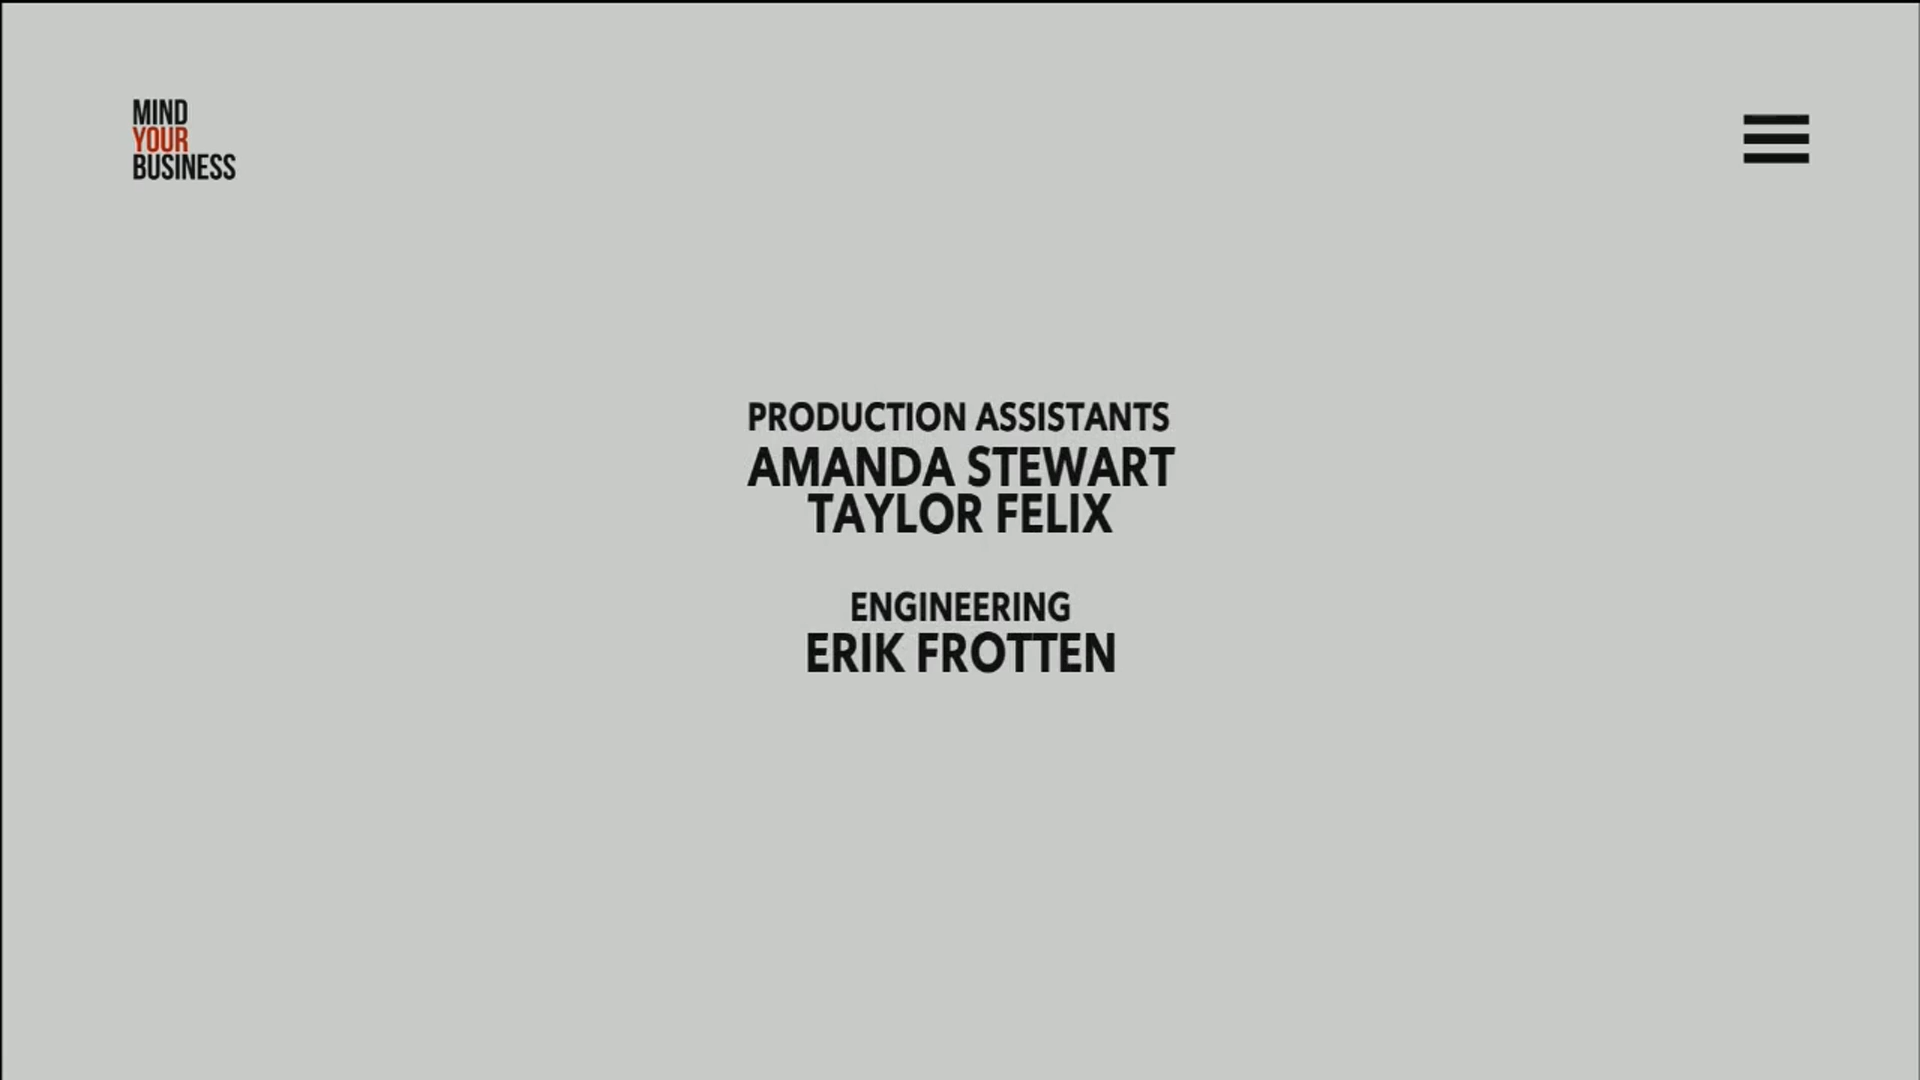 MIND
YOUR
BUSINESS
PRODUCTION ASSISTANTS
AMANDA STEWART
TAYLOR FELIX
ENGINEERING
ERIK FROTTEN